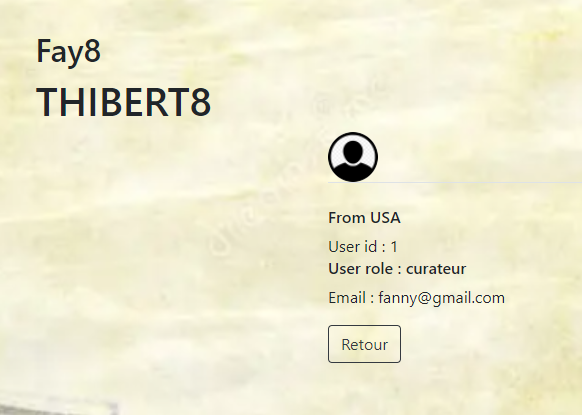 Fay8
THIBERT8
From USA
User id : 1
User role : curateur
Email : fanny@gmail.com
Retour